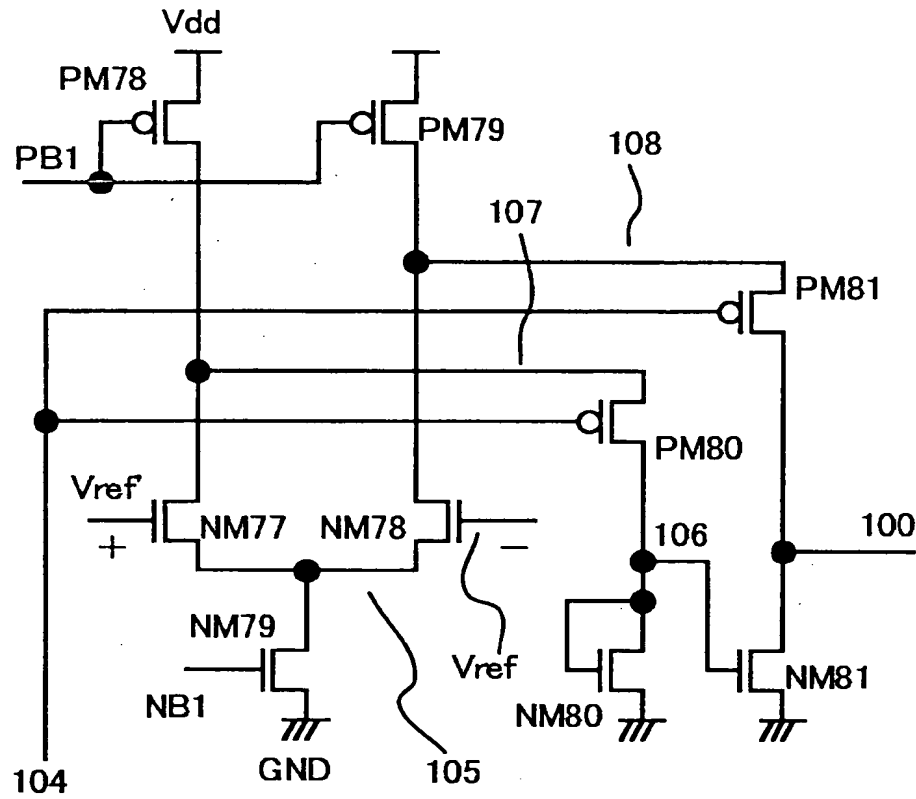 Vdd
PM78
PM79
PB1
108
107
PM81
PM80
Vref'
+
NM77
NM78
−
106
100
NM79
Vref
NB1
NM80
NM81
GND
105
104